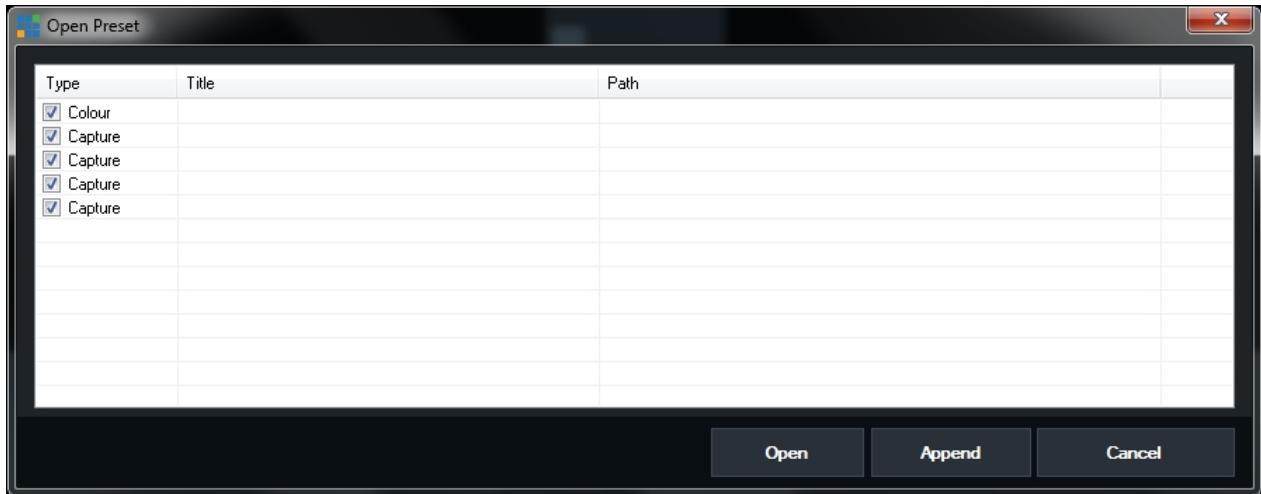 Open Preset
x
Type Title Path
Colour
Capture
Capture
Capture
Capture
Open Append Cancel